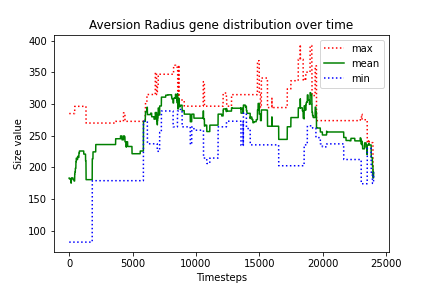 Aversion Radius gene distribution over time
400
350
300
250
200
150
100
Size value
max
mean
min
0
5000
10000
15000
20000
25000
Timesteps